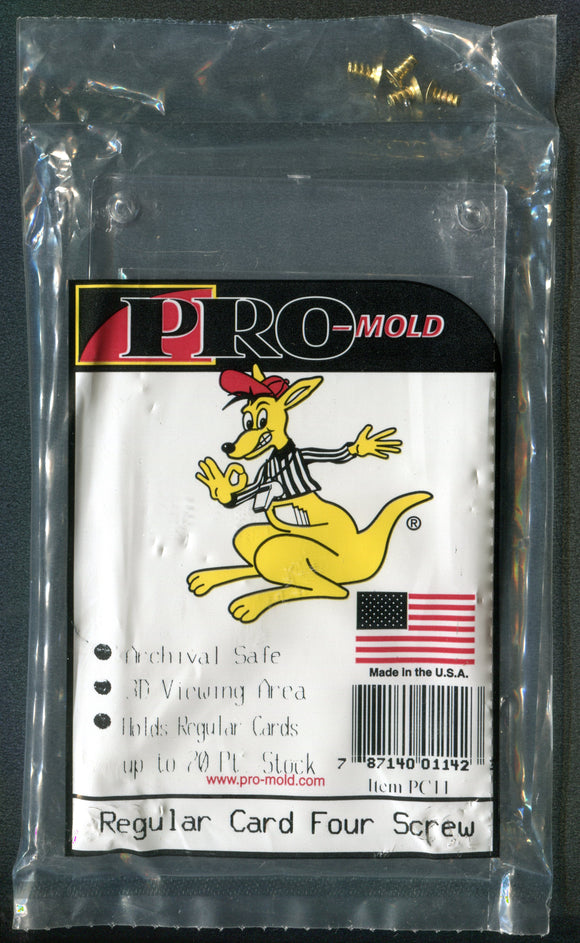 PRO-MOLD
®
Archival Safe
3D Viewing Area
Holds Regular Cards
up to 20 Pt. Stock
www.pro-mold.com
Made in the U.S.A.
7 87140 01142
Item PC11
Regular Card Four Screw